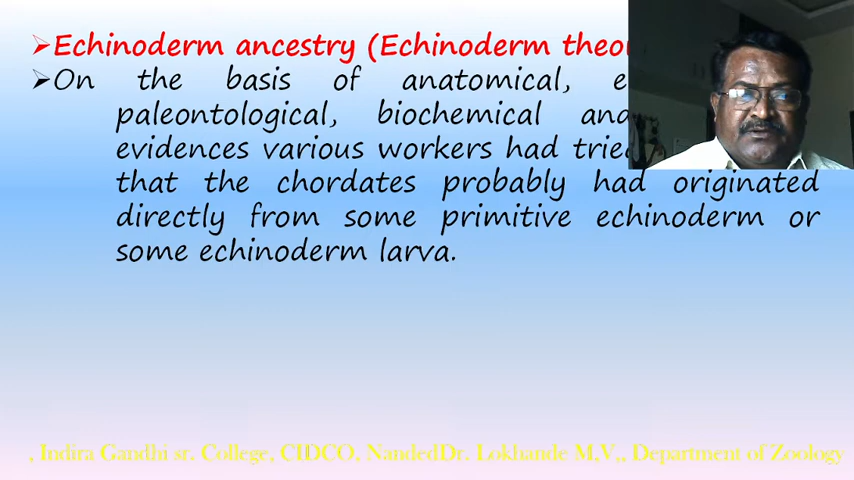 ➢Echinoderm ancestry (Echinoderm
➢On the basis of anatomical,
paleontological, biochemical
evidences various workers had
that the chordates probably had originated
directly from some primitive echinoderm or
some echinoderm larva.
, Indira Gandhi sr. College, CIDCO, NandedDr. Lokhande M.V,, Department of Zoology